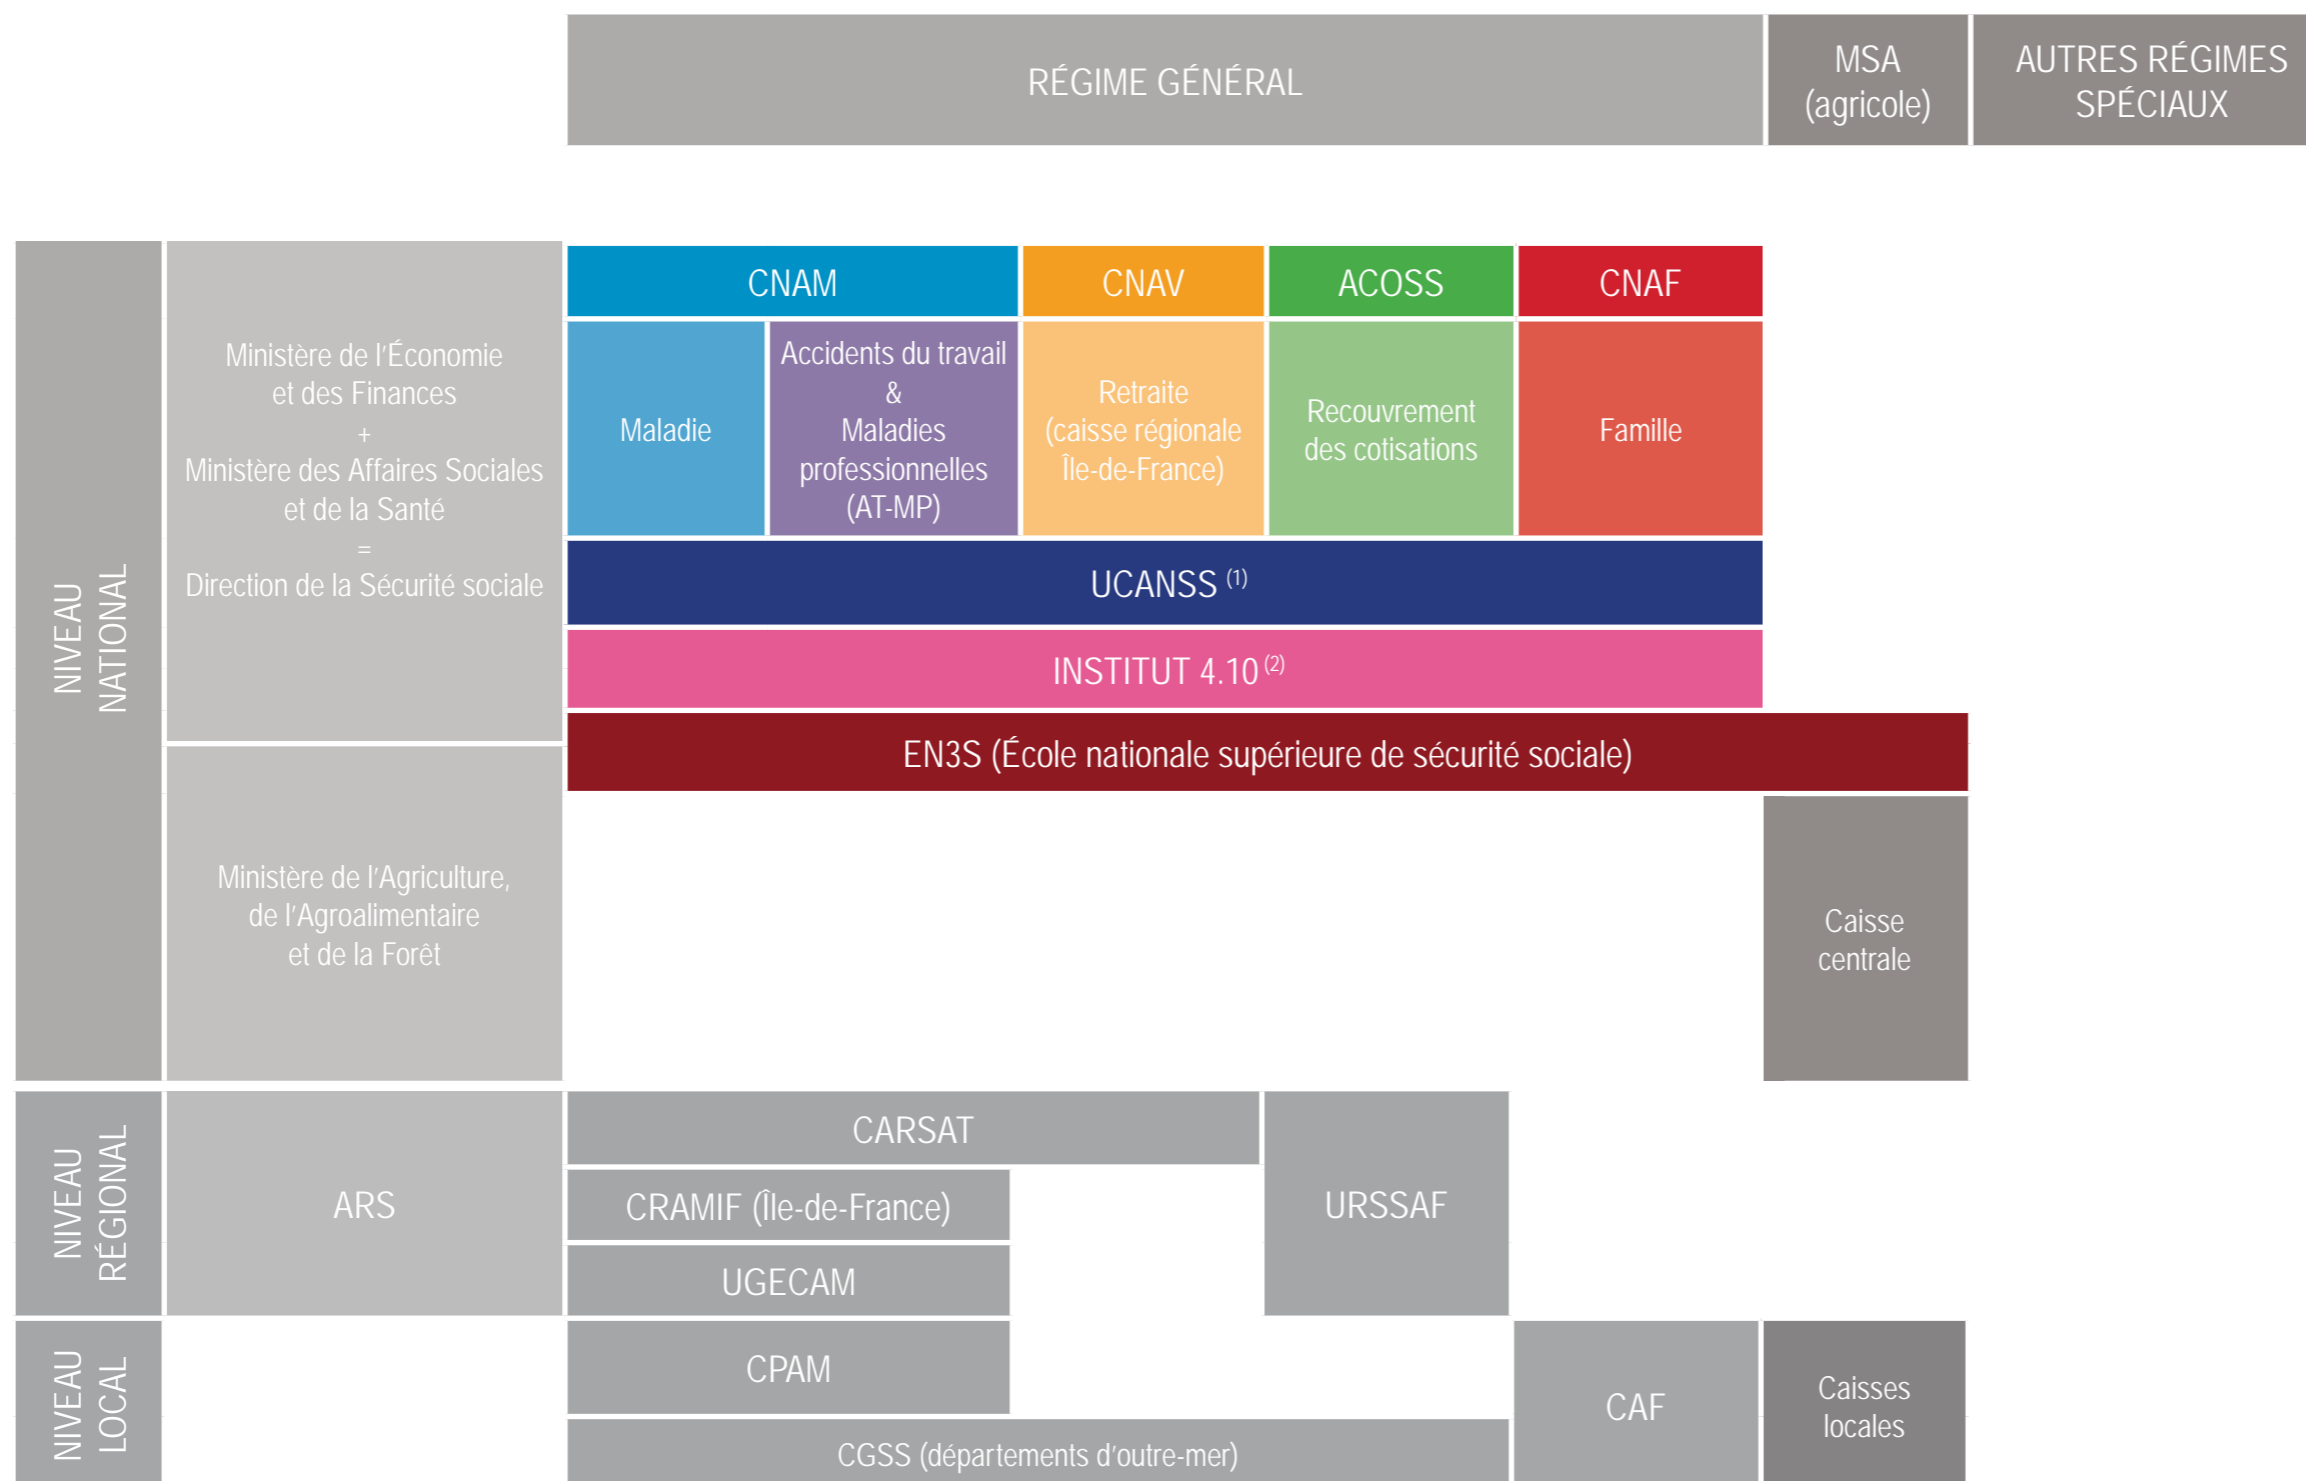 RÉGIME GÉNÉRAL
MSA
(agricole)
AUTRES RÉGIMES
SPÉCIAUX
NIVEAU
NATIONAL
Ministère de l'Économie
et des Finances
+
Ministère des Affaires Sociales
et de la Santé
=
Direction de la Sécurité sociale
CNAM
CNAV
ACOSS
CNAF
Maladie
Accidents du travail
&
Maladies
professionnelles
(AT-MP)
Retraite
(caisse régionale
Île-de-France)
Recouvrement
des cotisations
Famille
UCANSS (1)
INSTITUT 4.10 (2)
EN3S (École nationale supérieure de sécurité sociale)
Ministère de l'Agriculture,
de l'Agroalimentaire
et de la Forêt
Caisse
centrale
NIVEAU
RÉGIONAL
ARS
CARSAT
CRAMIF (Île-de-France)
UGECAM
URSSAF
NIVEAU
LOCAL
CPAM
CGSS (départements d'outre-mer)
CAF
Caisses
locales